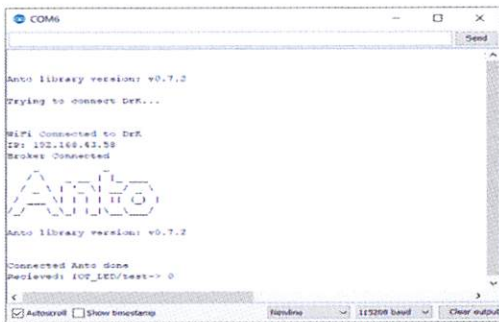 COM6
Send
Anto library version: v0.7.2
Trying to connect DrK...
WiFi Connected to DrK
IP: 192.168.43.58
Broker Connected
Anto
Anto library version: v0.7.2
Connected Anto done
Recieved: IOT_LED/test-> 0
Autoscroll Show timestamp Newline 115200 baud Clear output